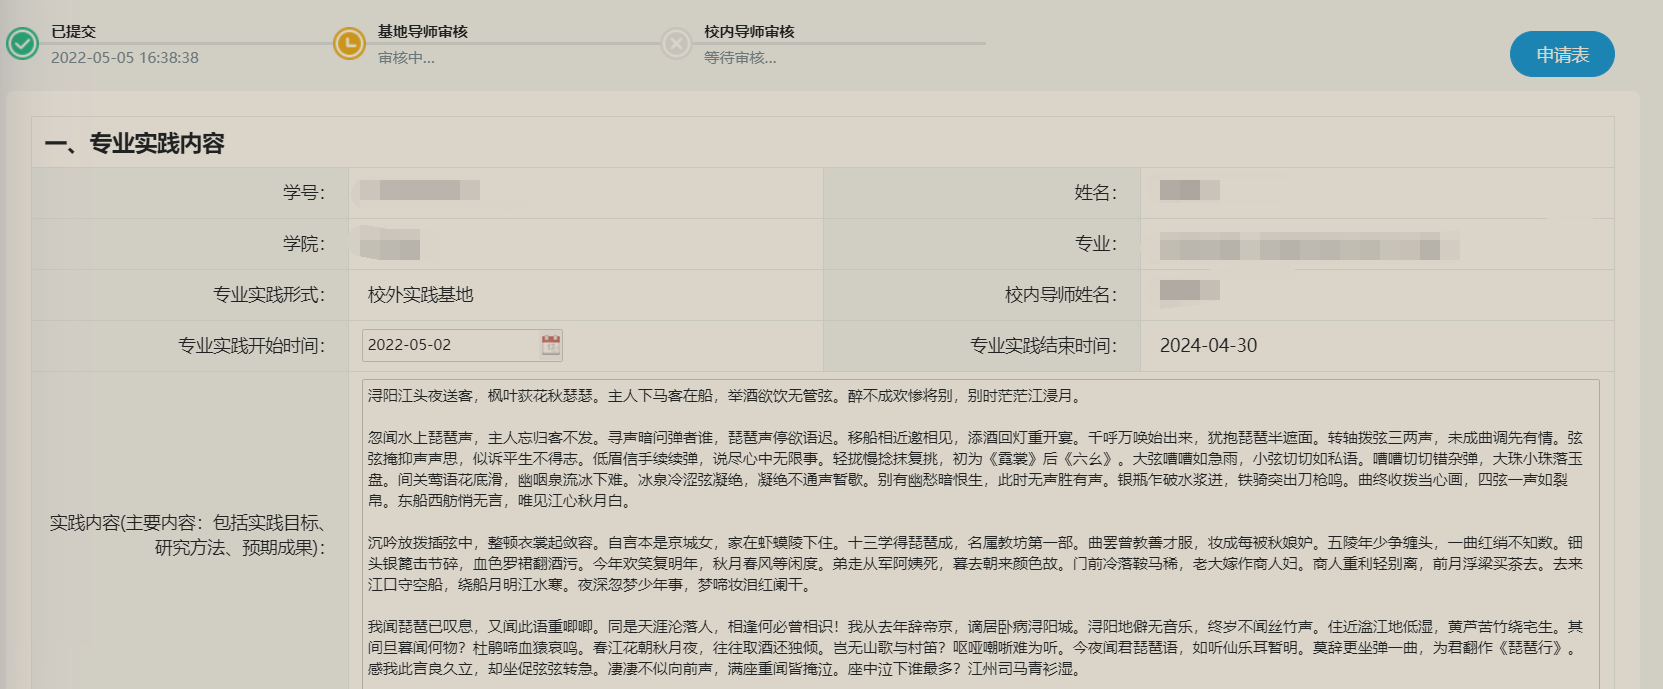 已提交
2022-05-05 16:38:38
基地导师审核
审核中...
校内导师审核
等待审核...
申请表
一、专业实践内容
学号：
姓名：
学院：
专业：
专业实践形式：
校外实践基地
校内导师姓名：
专业实践开始时间：
2022-05-02
专业实践结束时间：
2024-04-30
实践内容(主要内容：包括实践目标、
研究方法、预期成果)：
浔阳江头夜送客，枫叶荻花秋瑟瑟。主人下马客在船，举酒欲饮无管弦。醉不成欢惨将别，别时茫茫江浸月。
忽闻水上琵琶声，主人忘归客不发。寻声暗问弹者谁，琵琶声停欲语迟。移船相近邀相见，添酒回灯重开宴。千呼万唤始出来，犹抱琵琶半遮面。转轴拨弦三两声，未成曲调先有情。弦
弦掩抑声声思，似诉平生不得志。低眉信手续续弹，说尽心中无限事。轻拢慢捻抹复挑，初为《霓裳》后《六幺》。大弦嘈嘈如急雨，小弦切切如私语。嘈嘈切切错杂弹，大珠小珠落玉
盘。间关莺语花底滑，幽咽泉流冰下难。冰泉冷涩弦凝绝，凝绝不通声暂歇。别有幽愁暗恨生，此时无声胜有声。银瓶乍破水浆迸，铁骑突出刀枪鸣。曲终收拨当心画，四弦一声如裂
帛。东船西舫悄无言，唯见江心秋月白。
沉吟放拨插弦中，整顿衣裳起敛容。自言本是京城女，家在虾蟆陵下住。十三学得琵琶成，名属教坊第一部。曲罢曾教善才服，妆成每被秋娘妒。五陵年少争缠头，一曲红绡不知数。钿
头银篦击节碎，血色罗裙翻酒污。今年欢笑复明年，秋月春风等闲度。弟走从军阿姨死，暮去朝来颜色故。门前冷落鞍马稀，老大嫁作商人妇。商人重利轻别离，前月浮梁买茶去。去来
江口守空船，绕船月明江水寒。夜深忽梦少年事，梦啼妆泪红阑干。
我闻琵琶已叹息，又闻此语重唧唧。同是天涯沦落人，相逢何必曾相识！我从去年辞帝京，谪居卧病浔阳城。浔阳地僻无音乐，终岁不闻丝竹声。住近湓江地低湿，黄芦苦竹绕宅生。其
间旦暮闻何物？杜鹃啼血猿哀鸣。春江花朝秋月夜，往往取酒还独倾。岂无山歌与村笛？呕哑嘲哳难为听。今夜闻君琵琶语，如听仙乐耳暂明。莫辞更坐弹一曲，为君翻作《琵琶行》。
感我此言良久立，却坐促弦弦转急。凄凄不似向前声，满座重闻皆掩泣。座中泣下谁最多？江州司马青衫湿。